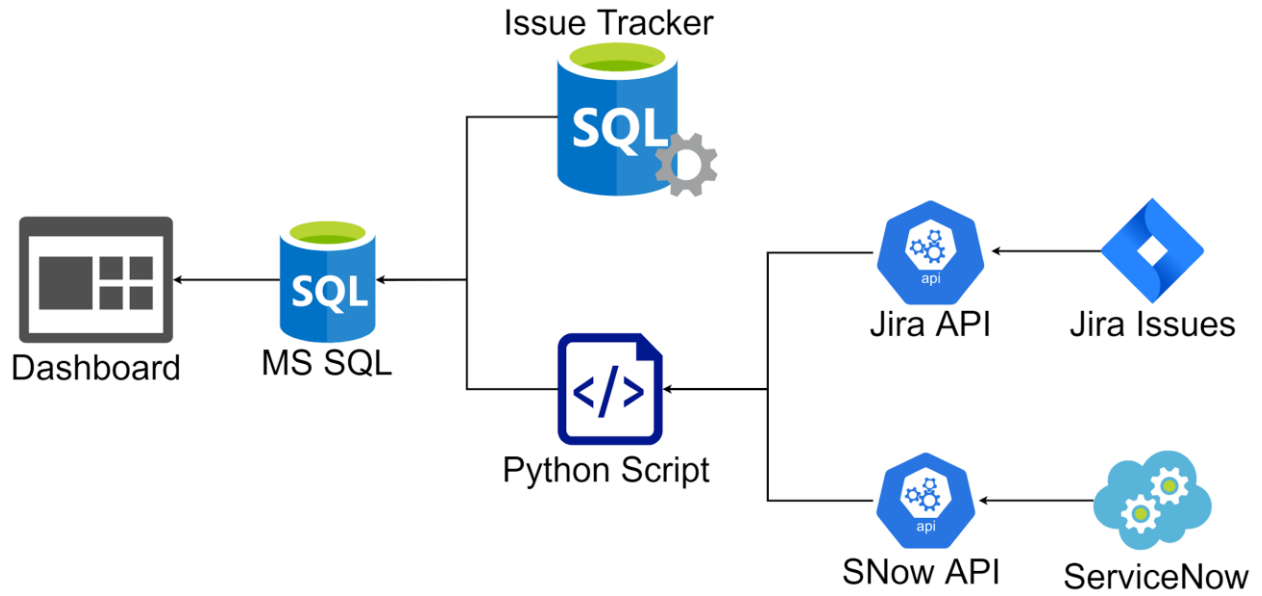 Issue Tracker
SQL
SQL
Dashboard
MS SQL
</>
Python Script
api
Jira API
Jira Issues
api
SNow API
ServiceNow